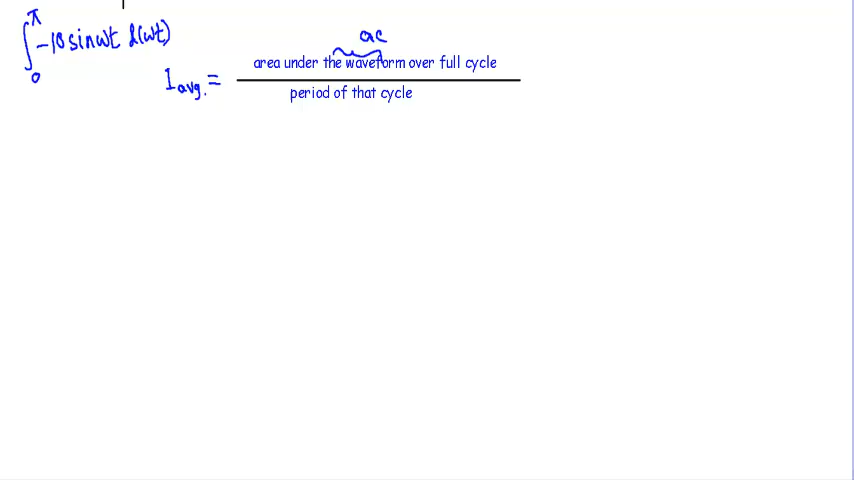 ∫₀^π -10 sinωt d(ωt)
ac
area under the waveform over full cycle
I avg. =
period of that cycle